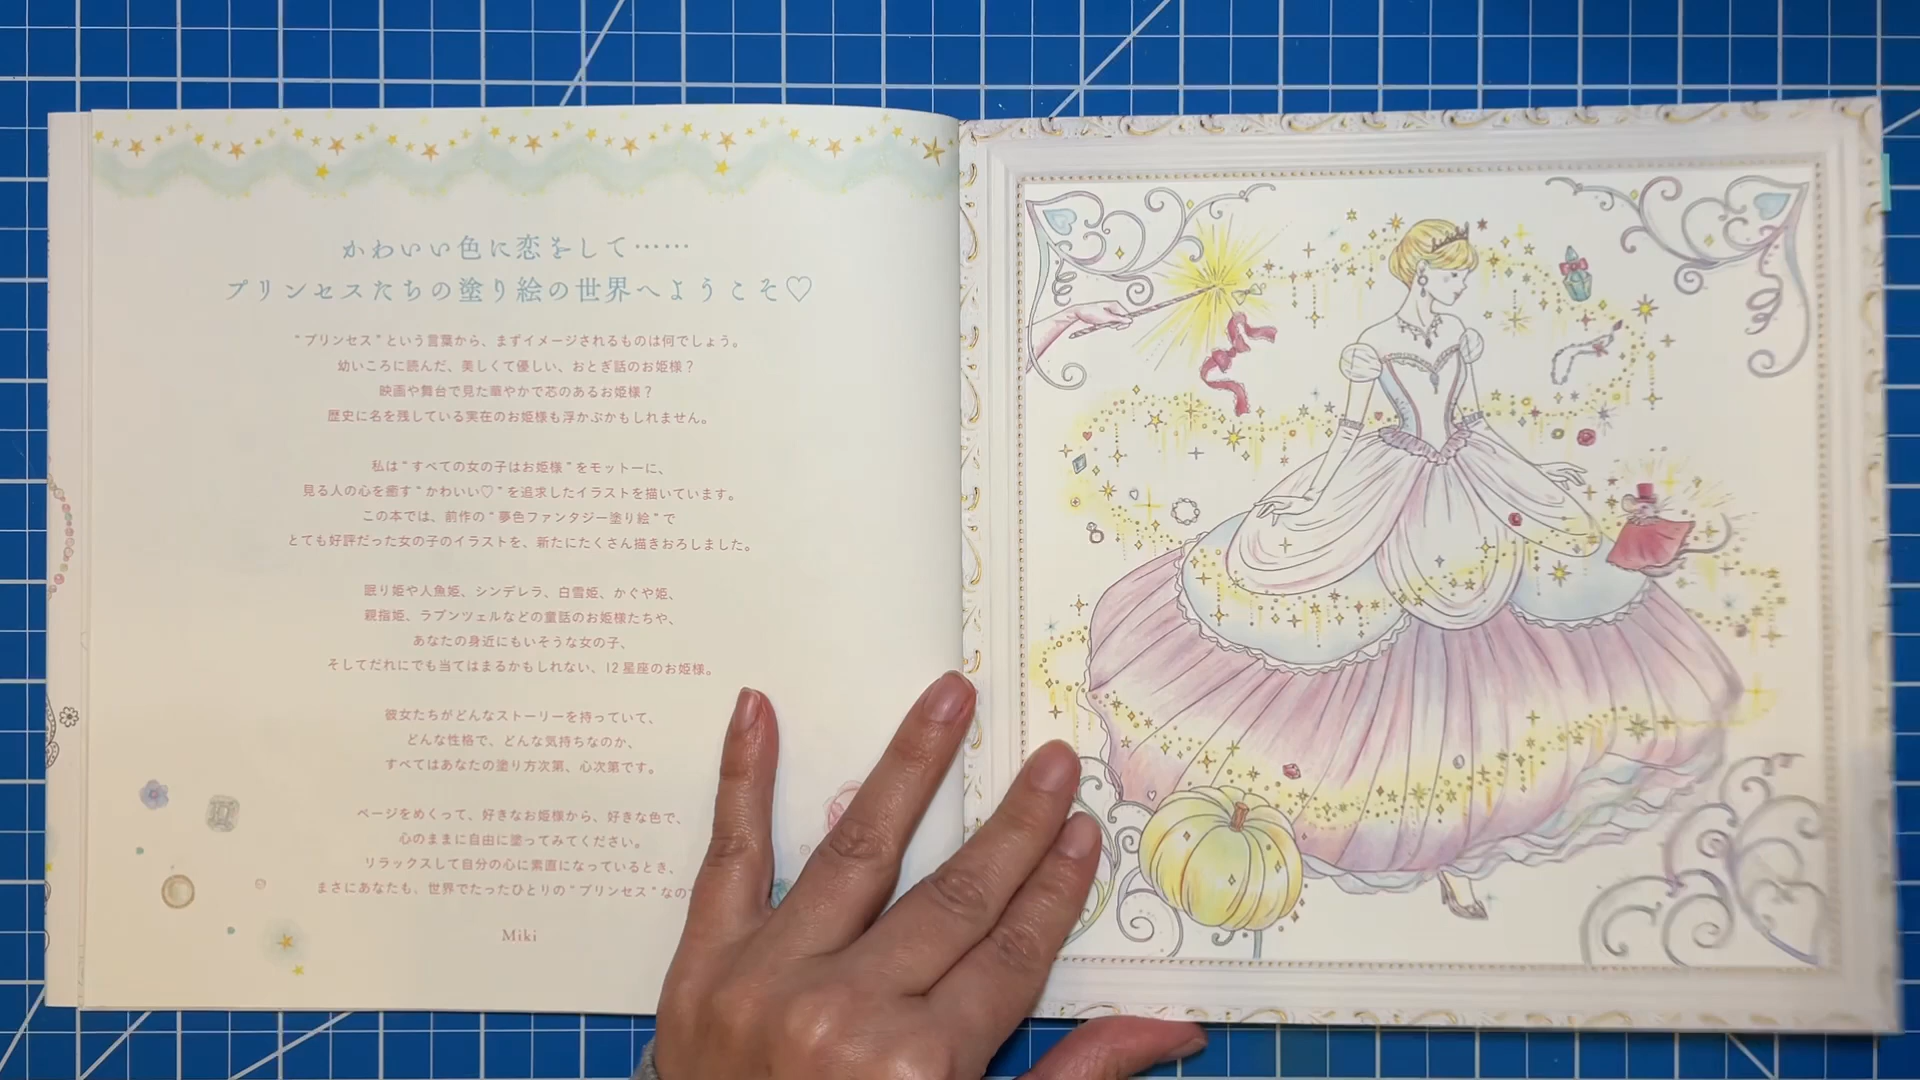 かわいい色に恋をして……
プリンセスたちの塗り絵の世界へようこそ♡
“プリンセス”という言葉から、まずイメージされるものは何でしょう。
幼いころに読んだ、美しくて優しい、おとぎ話のお姫様？
映画や舞台で見た華やかで芯のあるお姫様？
歴史に名を残している実在のお姫様も浮かぶかもしれません。
私は“すべての女の子はお姫様”をモットーに、
見る人の心を癒す“かわいい♡”を追求したイラストを描いています。
この本では、前作の“夢色ファンタジー塗り絵”で
とても好評だった女の子のイラストを、新たにたくさん描きおろしました。
眠り姫や人魚姫、シンデレラ、白雪姫、かぐや姫、
親指姫、ラプンツェルなどの童話のお姫様たちや、
あなたの身近にもいそうな女の子、
そしてだれにでも当てはまるかもしれない、12星座のお姫様。
彼女たちがどんなストーリーを持っていて、
どんな性格で、どんな気持ちなのか、
すべてはあなたの塗り方次第、心次第です。
ページをめくって、好きなお姫様から、好きな色で、
心のままに自由に塗ってみてください。
リラックスして自分の心に素直になっているとき、
まさにあなたも、世界でたったひとりの“プリンセス”なの
Miki